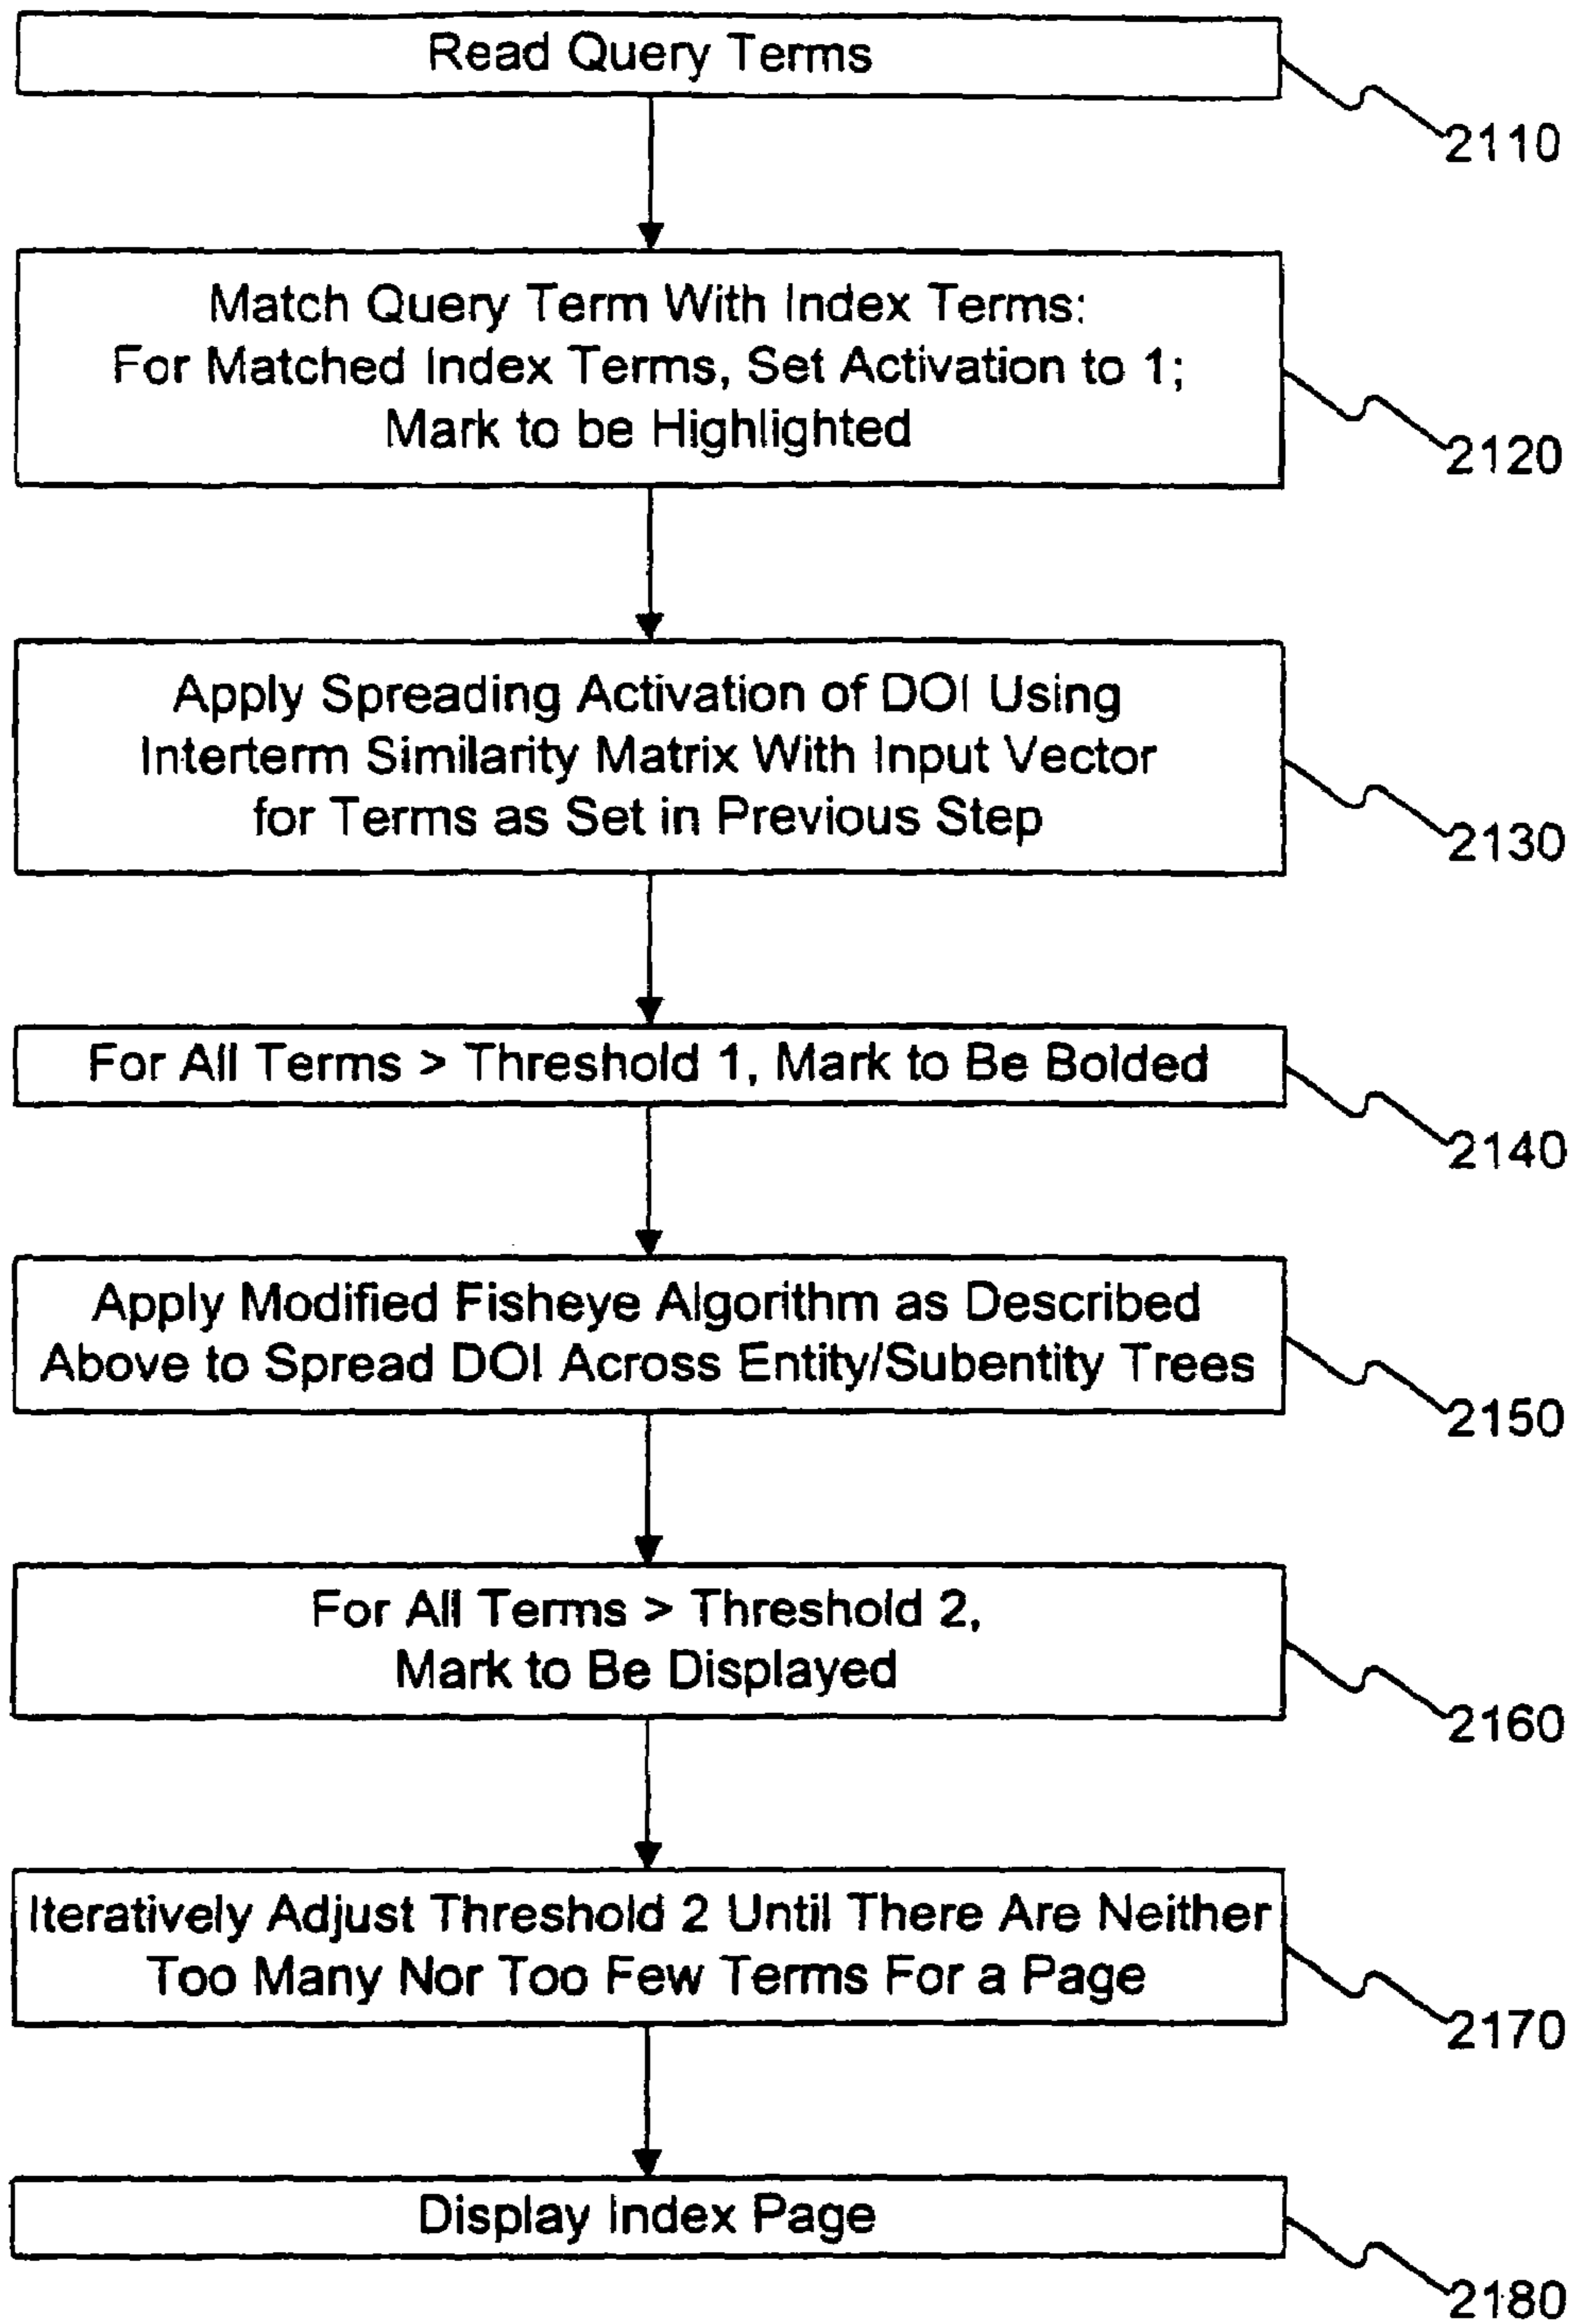 Read Query Terms
2110
Match Query Term With Index Terms:
For Matched Index Terms, Set Activation to 1;
Mark to be Highlighted
2120
Apply Spreading Activation of DOI Using
Interterm Similarity Matrix With Input Vector
for Terms as Set in Previous Step
2130
For All Terms > Threshold 1, Mark to Be Bolded
2140
Apply Modified Fisheye Algorithm as Described
Above to Spread DOI Across Entity/Subentity Trees
2150
For All Terms > Threshold 2,
Mark to Be Displayed
2160
Iteratively Adjust Threshold 2 Until There Are Neither
Too Many Nor Too Few Terms For a Page
2170
Display Index Page
2180